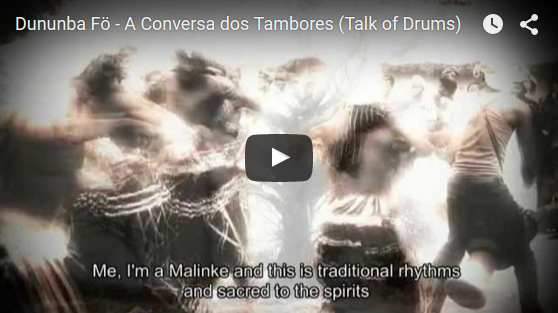 Dununba Fö - A Conversa dos Tambores (Talk of Drums)
Me, I'm a Malinke and this is traditional rhythms
and sacred to the spirits